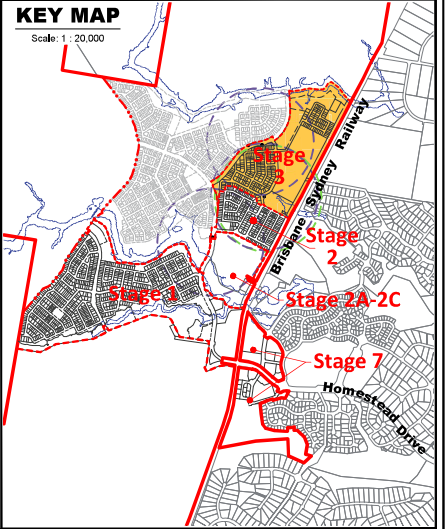 KEY MAP
Scale: 1 : 20,000
Brisbane Sydney Railway
Stage
3
Stage
2
Stage 1
Stage 2A-2C
Stage 7
Homestead Drive